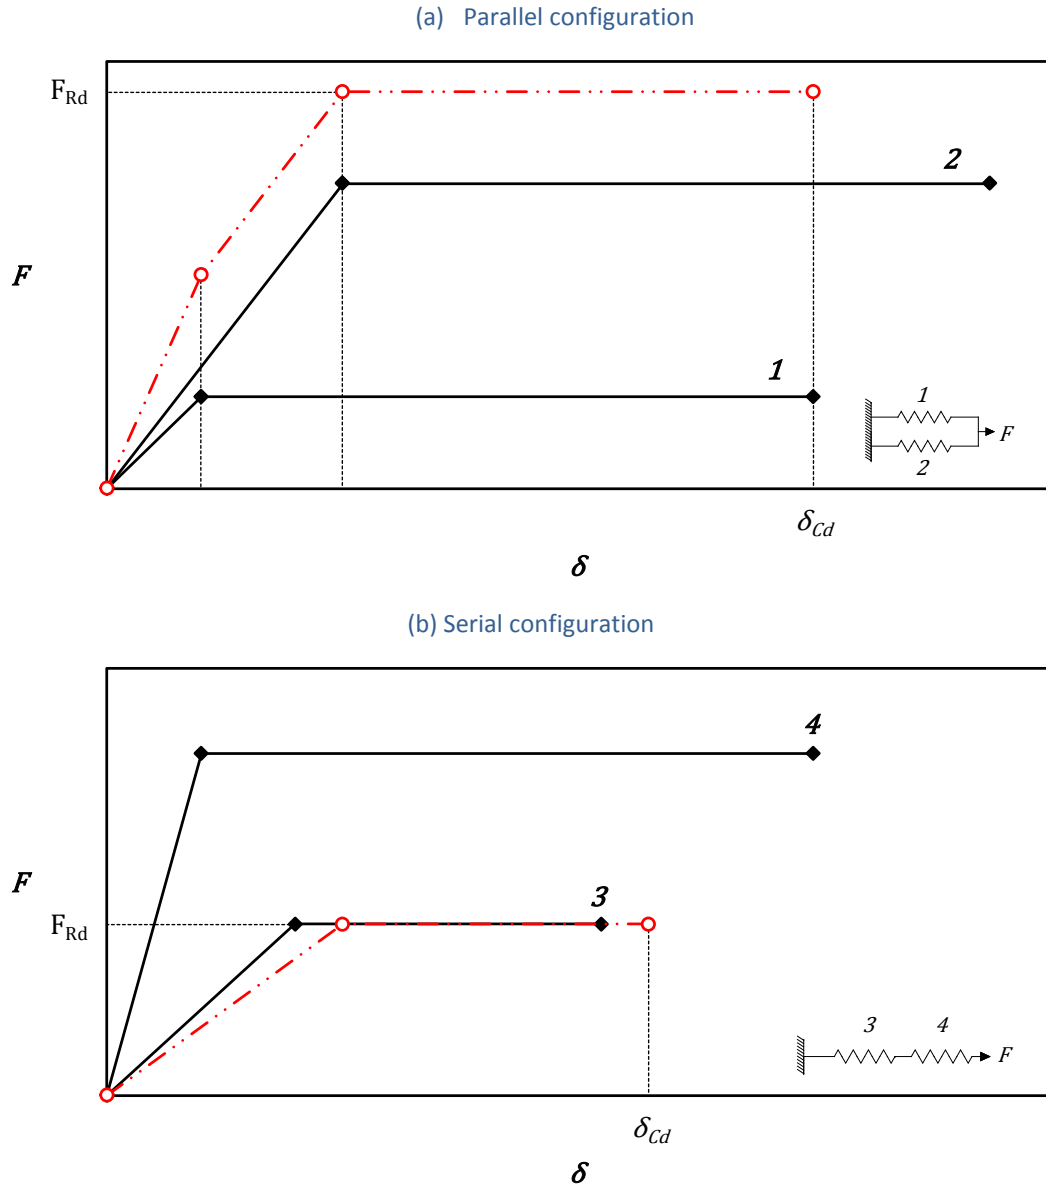 (a) Parallel configuration
F_Rd
2
F
1
1
F
2
δ_Cd
δ
(b) Serial configuration
4
F
3
F_Rd
3 4
F
δ_Cd
δ